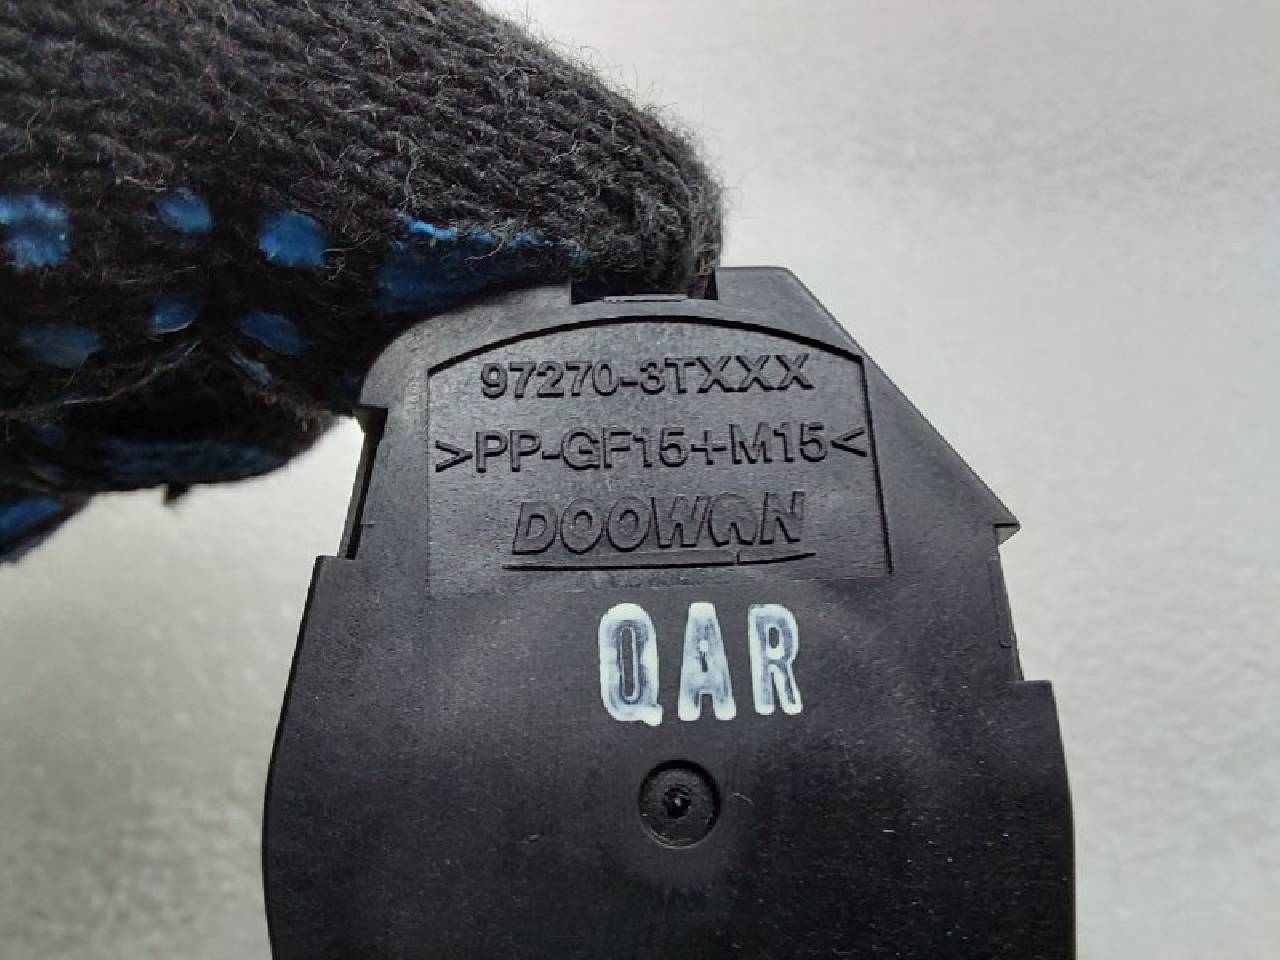 97270-3TXXX
>PP-GF15+M15<
DOOWON
QAR